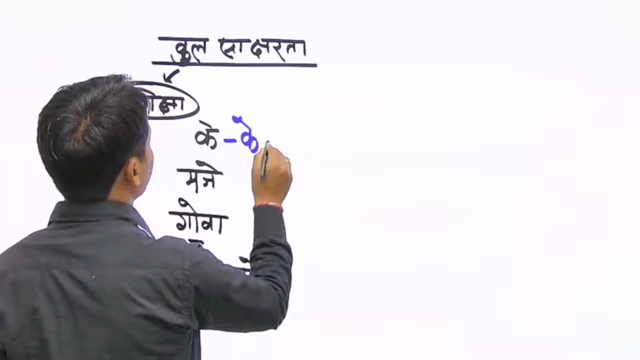 कुल साक्षरता
के - के
मजे
गोवा